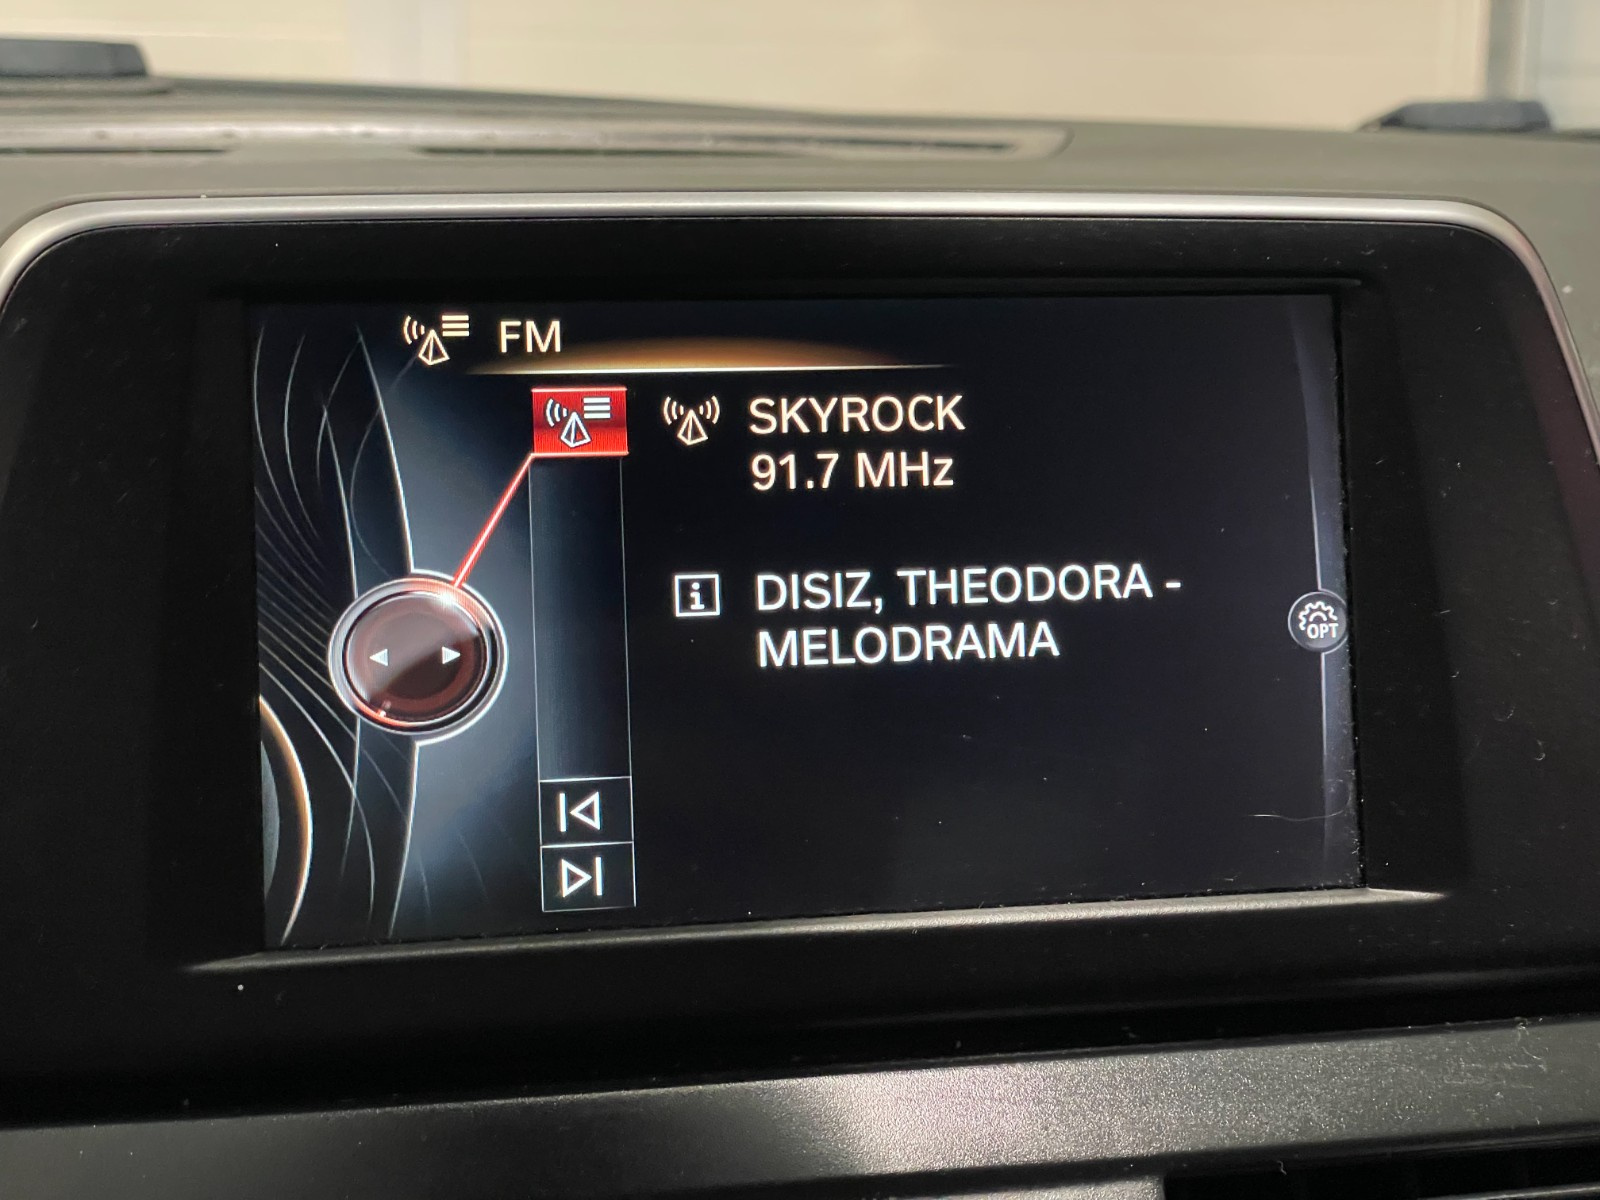 FM
SKYROCK
91.7 MHz
i
DISIZ, THEODORA -
MELODRAMA
OPT